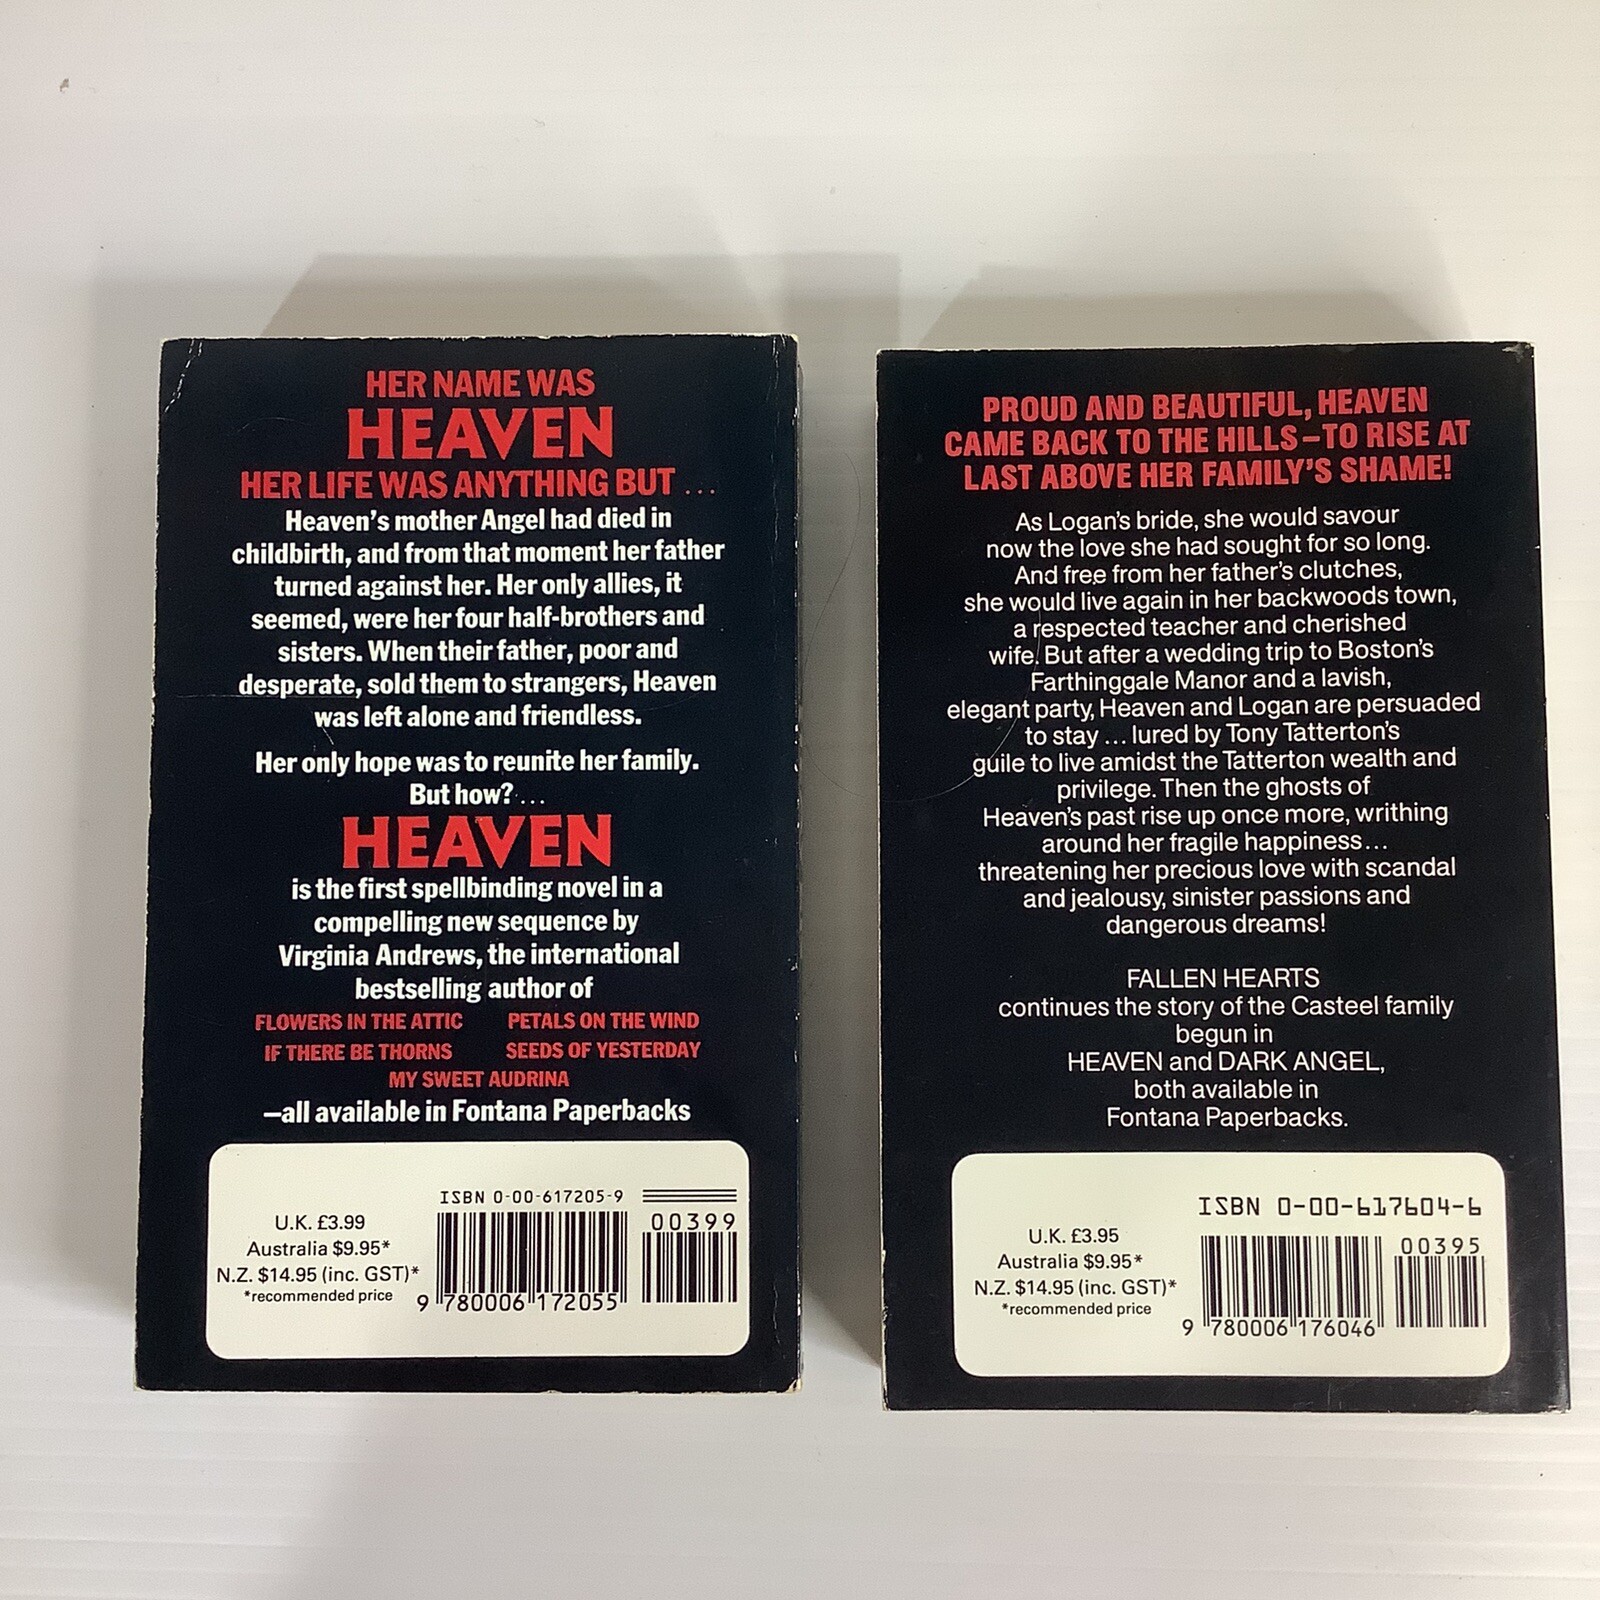 HER NAME WAS
HEAVEN
HER LIFE WAS ANYTHING BUT ...
Heaven's mother Angel had died in
childbirth, and from that moment her father
turned against her. Her only allies, it
seemed, were her four half-brothers and
sisters. When their father, poor and
desperate, sold them to strangers, Heaven
was left alone and friendless.
Her only hope was to reunite her family.
But how? ...
HEAVEN
is the first spellbinding novel in a
compelling new sequence by
Virginia Andrews, the international
bestselling author of
FLOWERS IN THE ATTIC PETALS ON THE WIND
IF THERE BE THORNS SEEDS OF YESTERDAY
MY SWEET AUDRINA
—all available in Fontana Paperbacks
ISBN 0-00-617205-9
U.K. £3.99
Australia $9.95*
N.Z. $14.95 (inc. GST)*
*recommended price
00399
9 780006 172055
PROUD AND BEAUTIFUL, HEAVEN
CAME BACK TO THE HILLS–TO RISE AT
LAST ABOVE HER FAMILY'S SHAME!
As Logan's bride, she would savour
now the love she had sought for so long.
And free from her father's clutches,
she would live again in her backwoods town,
a respected teacher and cherished
wife. But after a wedding trip to Boston's
Farthinggale Manor and a lavish,
elegant party, Heaven and Logan are persuaded
to stay ... lured by Tony Tatterton's
guile to live amidst the Tatterton wealth and
privilege. Then the ghosts of
Heaven's past rise up once more, writhing
around her fragile happiness...
threatening her precious love with scandal
and jealousy, sinister passions and
dangerous dreams!
FALLEN HEARTS
continues the story of the Casteel family
begun in
HEAVEN and DARK ANGEL,
both available in
Fontana Paperbacks.
ISBN 0-00-617604-6
U.K. £3.95
Australia $9.95*
N.Z. $14.95 (inc. GST)*
*recommended price
00395
9 780006 176046